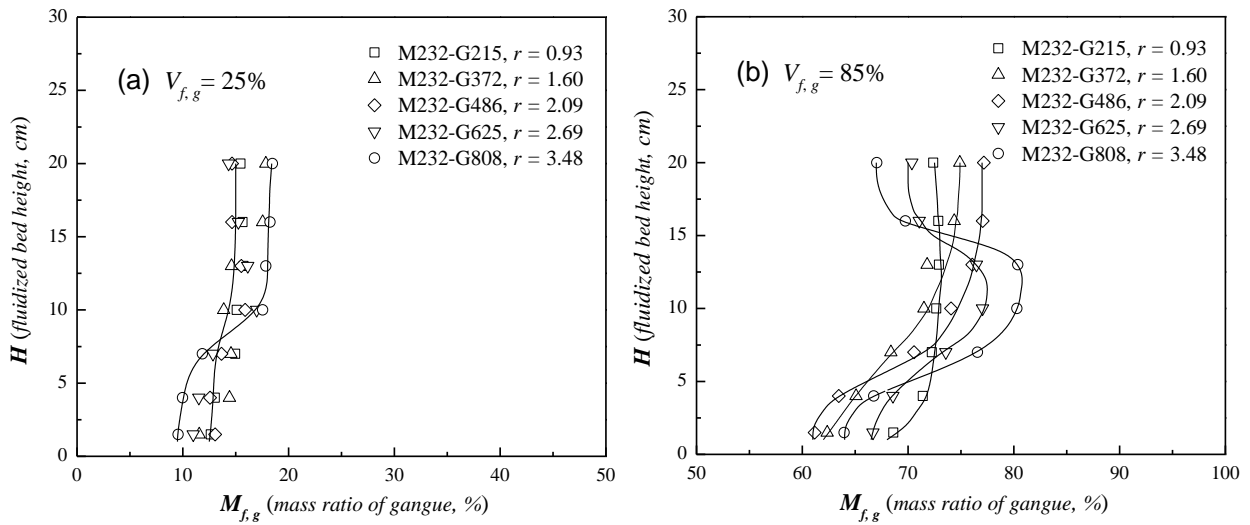 30
25
20
15
10
5
0
H (fluidized bed height, cm)
(a) V_{f, g} = 25%
M232-G215, r = 0.93
M232-G372, r = 1.60
M232-G486, r = 2.09
M232-G625, r = 2.69
M232-G808, r = 3.48
0 10 20 30 40 50
M_{f, g} (mass ratio of gangue, %)
30
25
20
15
10
5
0
H (fluidized bed height, cm)
(b) V_{f, g} = 85%
M232-G215, r = 0.93
M232-G372, r = 1.60
M232-G486, r = 2.09
M232-G625, r = 2.69
M232-G808, r = 3.48
50 60 70 80 90 100
M_{f, g} (mass ratio of gangue, %)